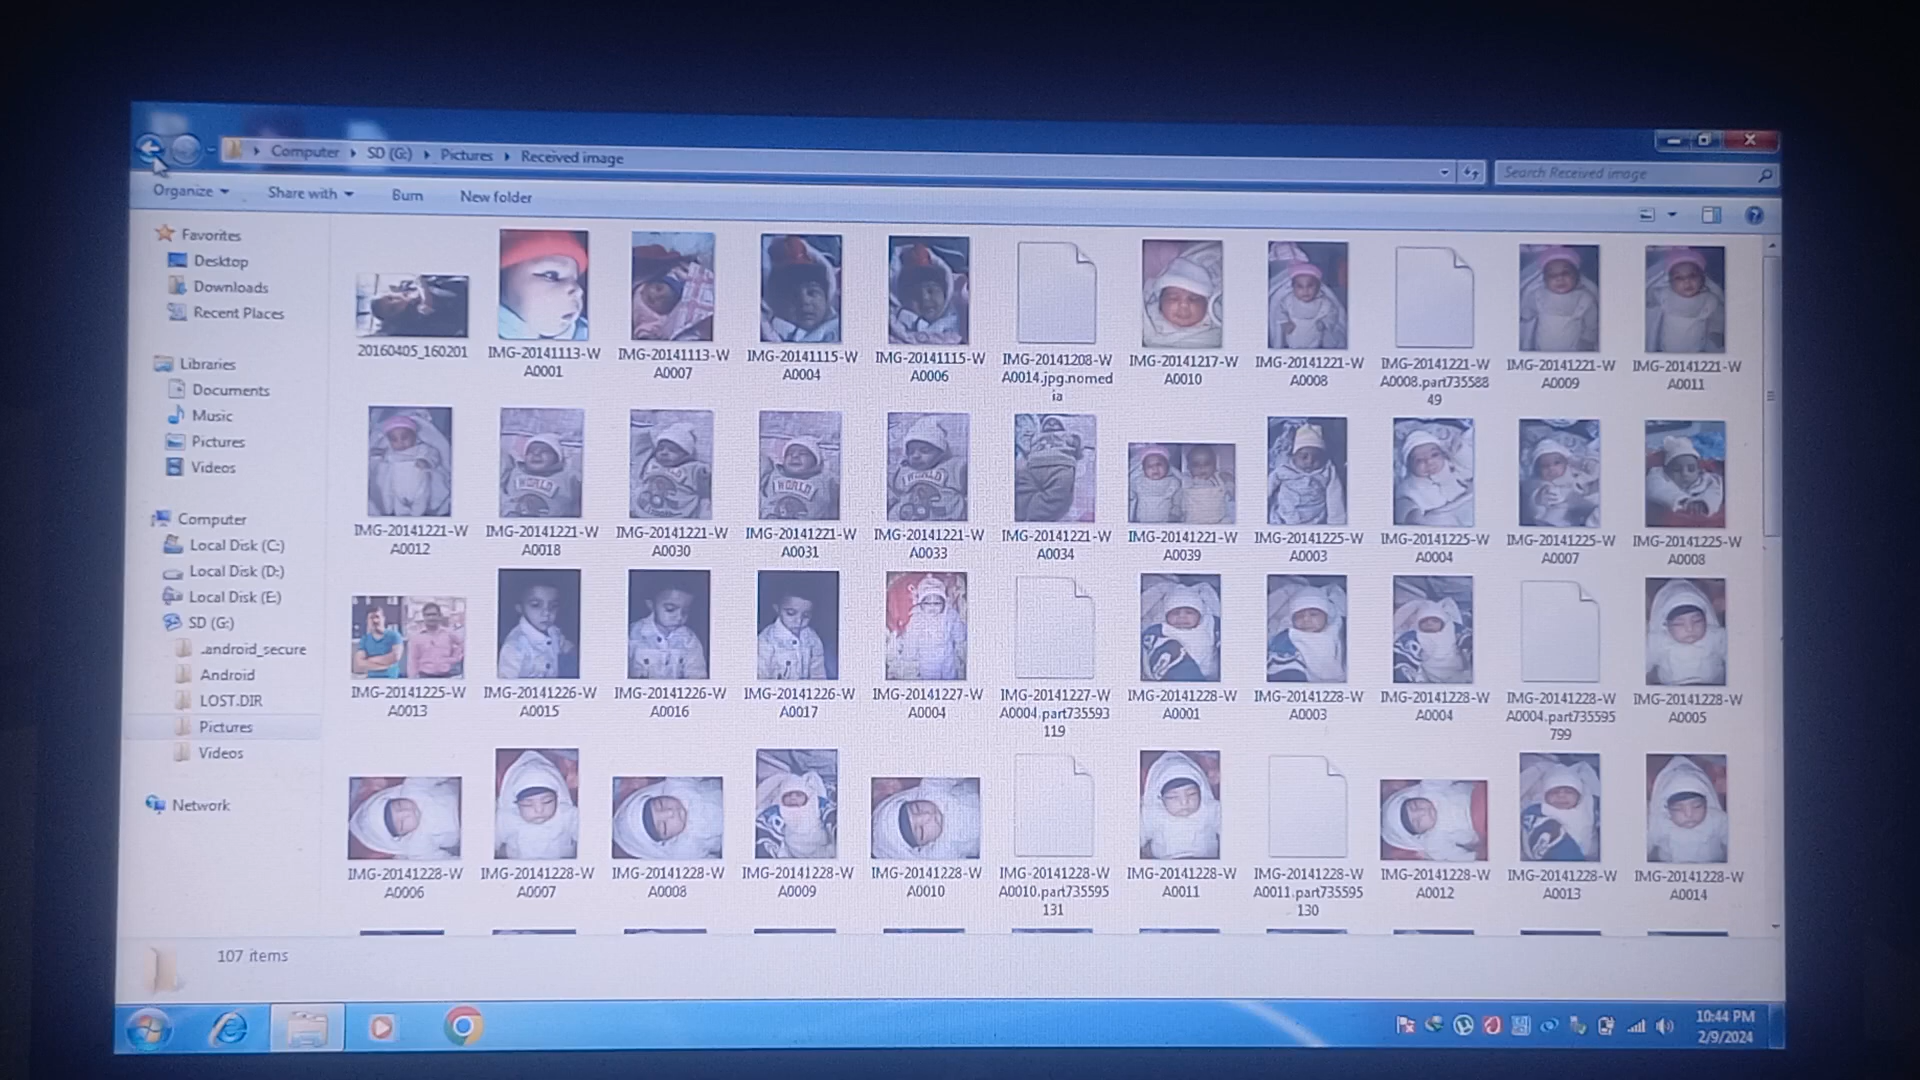 Computer ▸ SD (G:) ▸ Pictures ▸ Received image
Search Received image
Organize Share with Burn New folder
Favorites
Desktop
Downloads
Recent Places
Libraries
Documents
Music
Pictures
Videos
Computer
Local Disk (C:)
Local Disk (D:)
Local Disk (E:)
SD (G:)
.android_secure
Android
LOST.DIR
Pictures
Videos
Network
20160405_160201
IMG-20141113-W
A0001
IMG-20141113-W
A0007
IMG-20141115-W
A0004
IMG-20141115-W
A0006
IMG-20141208-W
A0014.jpg.nomed
ia
IMG-20141217-W
A0010
IMG-20141221-W
A0008
IMG-20141221-W
A0008.part735588
49
IMG-20141221-W
A0009
IMG-20141221-W
A0011
IMG-20141221-W
A0012
IMG-20141221-W
A0018
IMG-20141221-W
A0030
IMG-20141221-W
A0031
IMG-20141221-W
A0033
IMG-20141221-W
A0034
IMG-20141221-W
A0039
IMG-20141225-W
A0003
IMG-20141225-W
A0004
IMG-20141225-W
A0007
IMG-20141225-W
A0008
WORLD
WORLD
WORLD
IMG-20141225-W
A0013
IMG-20141226-W
A0015
IMG-20141226-W
A0016
IMG-20141226-W
A0017
IMG-20141227-W
A0004
IMG-20141227-W
A0004.part735593
119
IMG-20141228-W
A0001
IMG-20141228-W
A0003
IMG-20141228-W
A0004
IMG-20141228-W
A0004.part735595
799
IMG-20141228-W
A0005
IMG-20141228-W
A0006
IMG-20141228-W
A0007
IMG-20141228-W
A0008
IMG-20141228-W
A0009
IMG-20141228-W
A0010
IMG-20141228-W
A0010.part735595
131
IMG-20141228-W
A0011
IMG-20141228-W
A0011.part735595
130
IMG-20141228-W
A0012
IMG-20141228-W
A0013
IMG-20141228-W
A0014
107 items
10:44 PM
2/9/2024